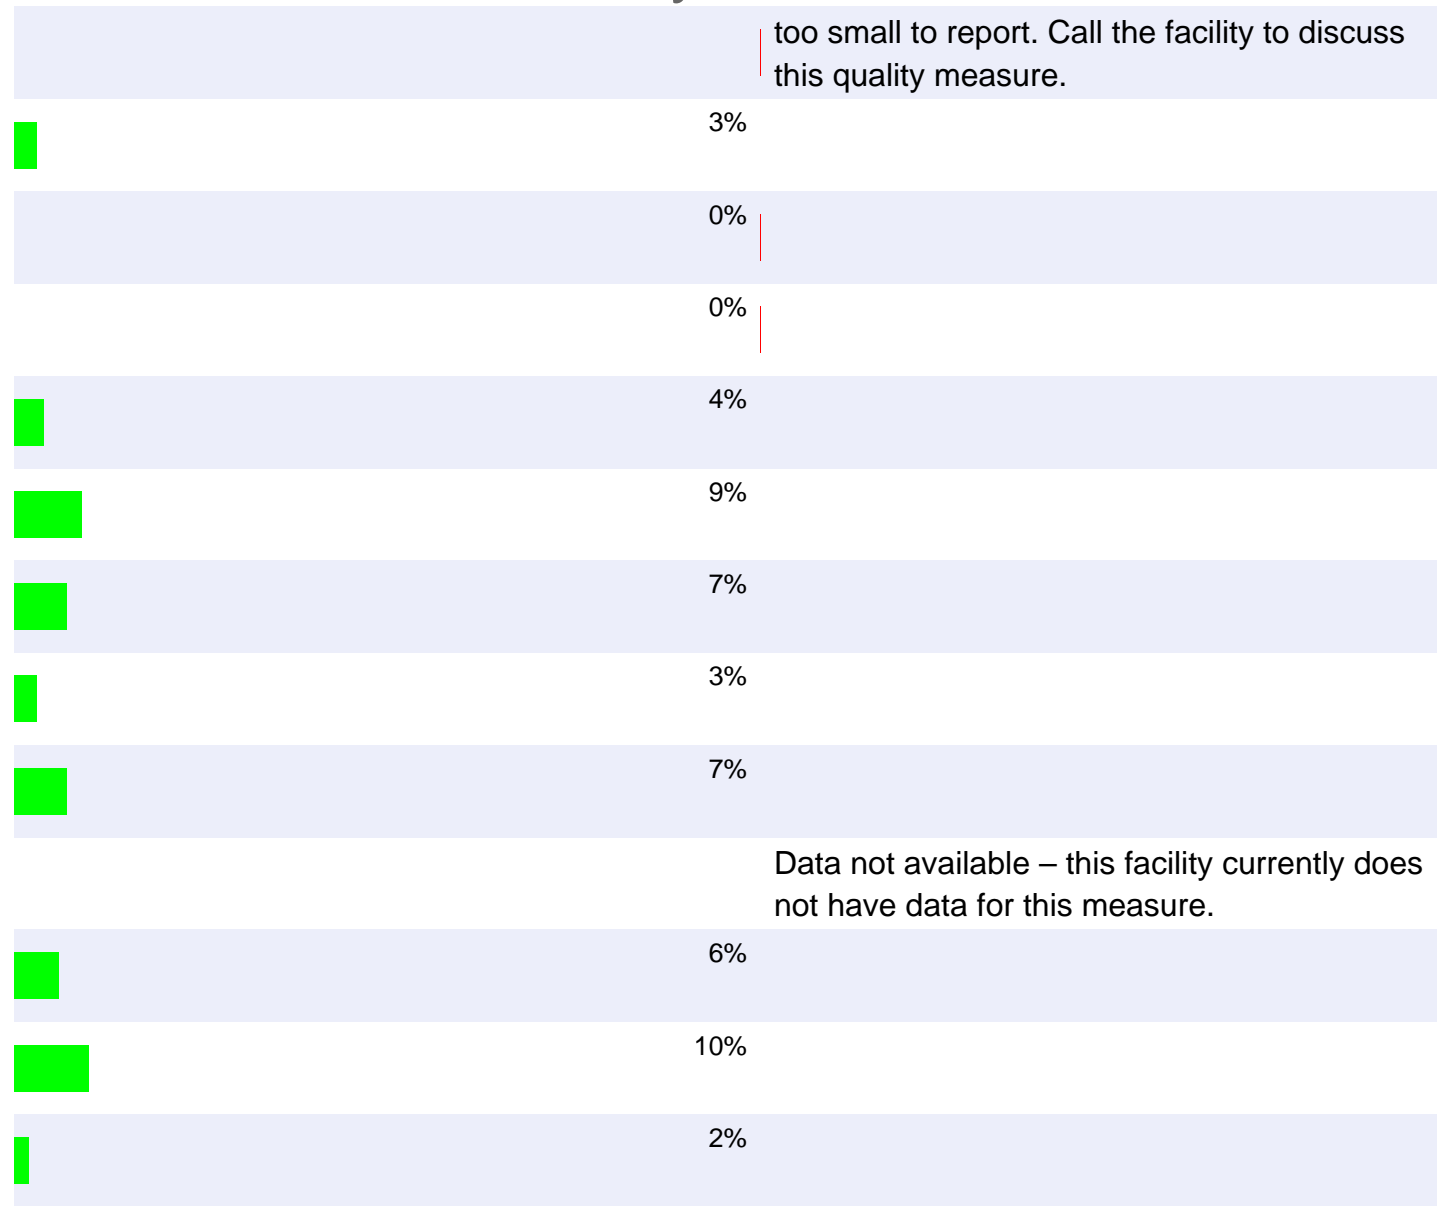 too small to report. Call the facility to discuss
this quality measure.
3%
0%
0%
4%
9%
7%
3%
7%
Data not available – this facility currently does
not have data for this measure.
6%
10%
2%